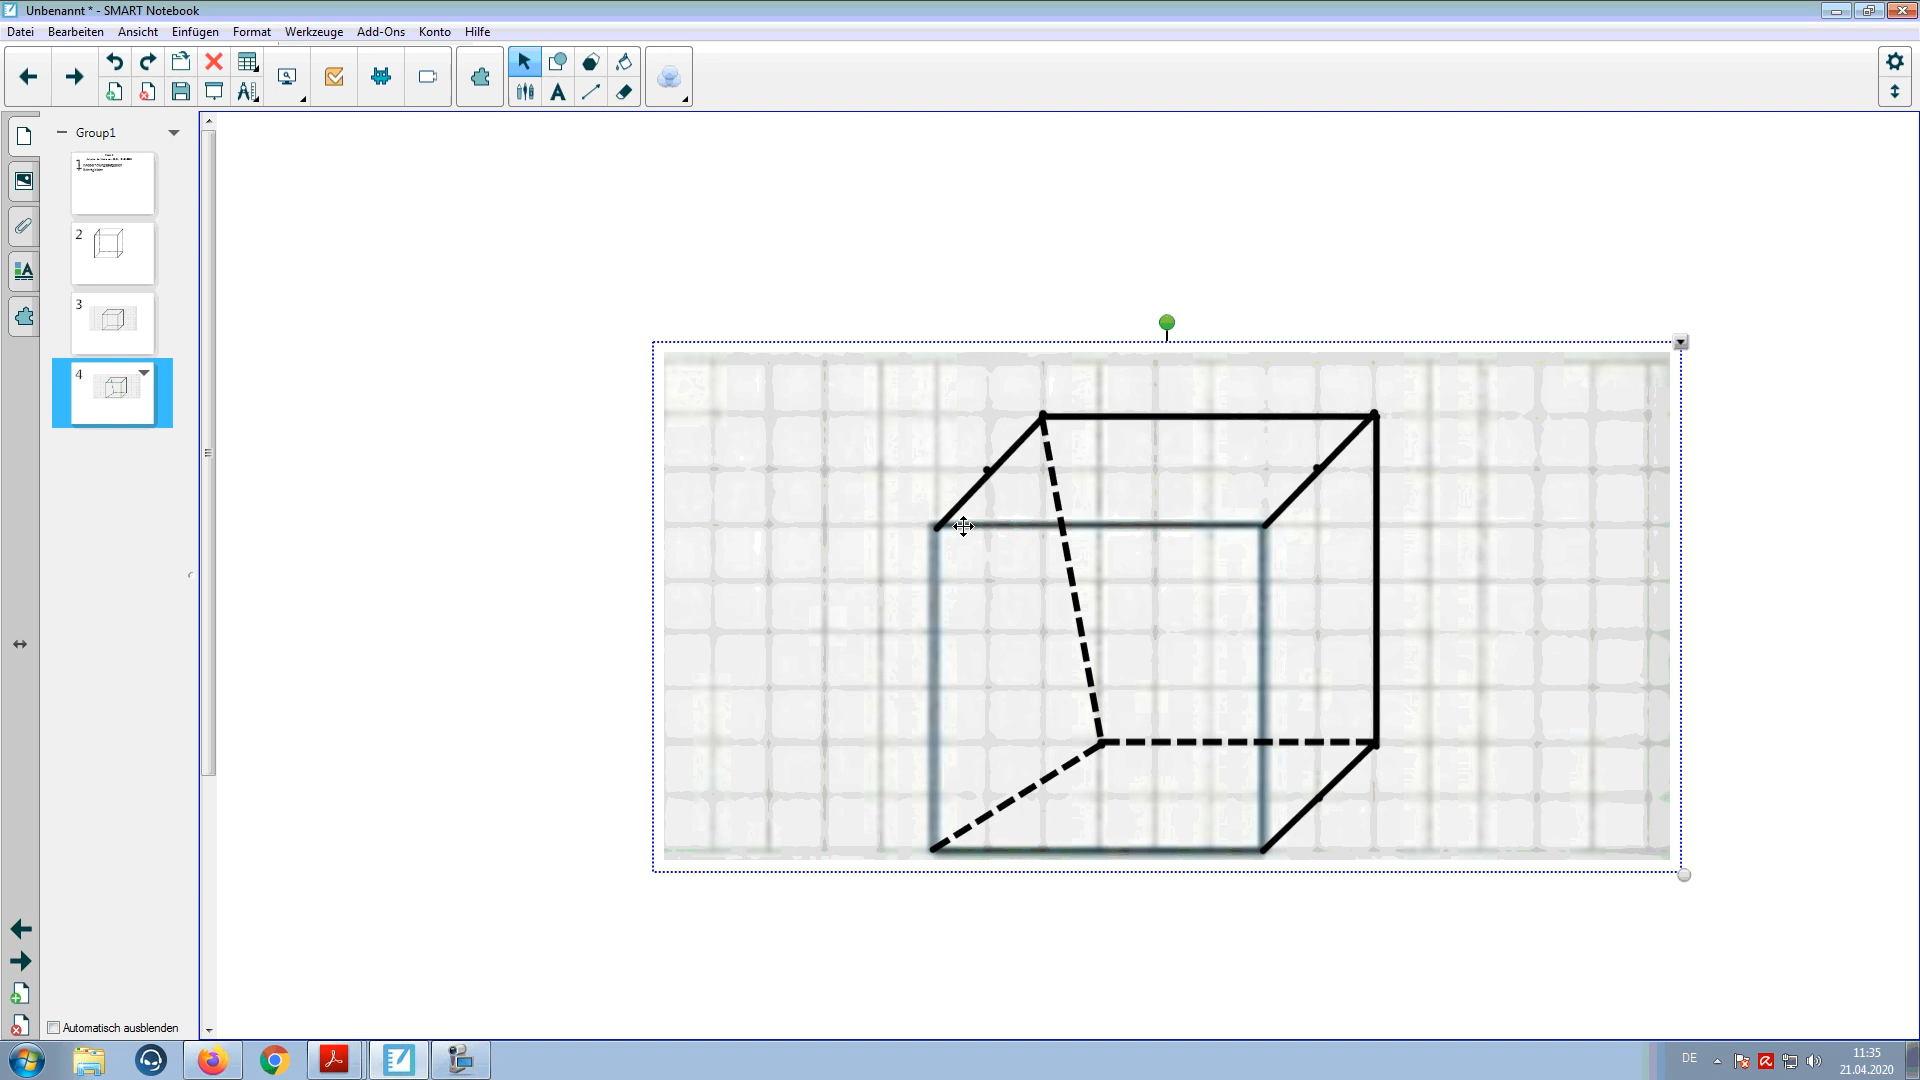 Unbenannt * - SMART Notebook
Datei Bearbeiten Ansicht Einfügen Format Werkzeuge Add-Ons Konto Hilfe
Group1
1
2
3
4
Automatisch ausblenden
DE
11:35
21.04.2020